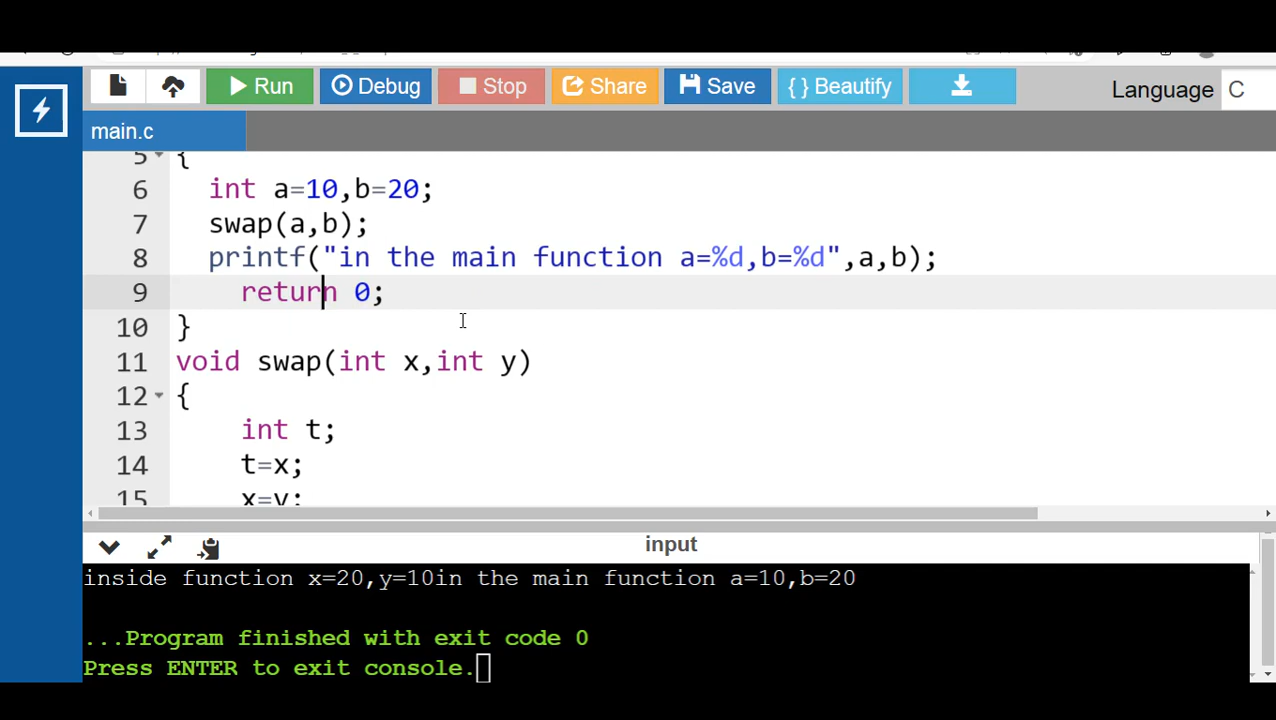 Run Debug Stop Share Save { } Beautify Language C
main.c
5 {
6 int a=10,b=20;
7 swap(a,b);
8 printf("in the main function a=%d,b=%d",a,b);
9 return 0;
10 }
11 void swap(int x,int y)
12 {
13 int t;
14 t=x;
15 x=y;
input
inside function x=20,y=10in the main function a=10,b=20
...Program finished with exit code 0
Press ENTER to exit console.